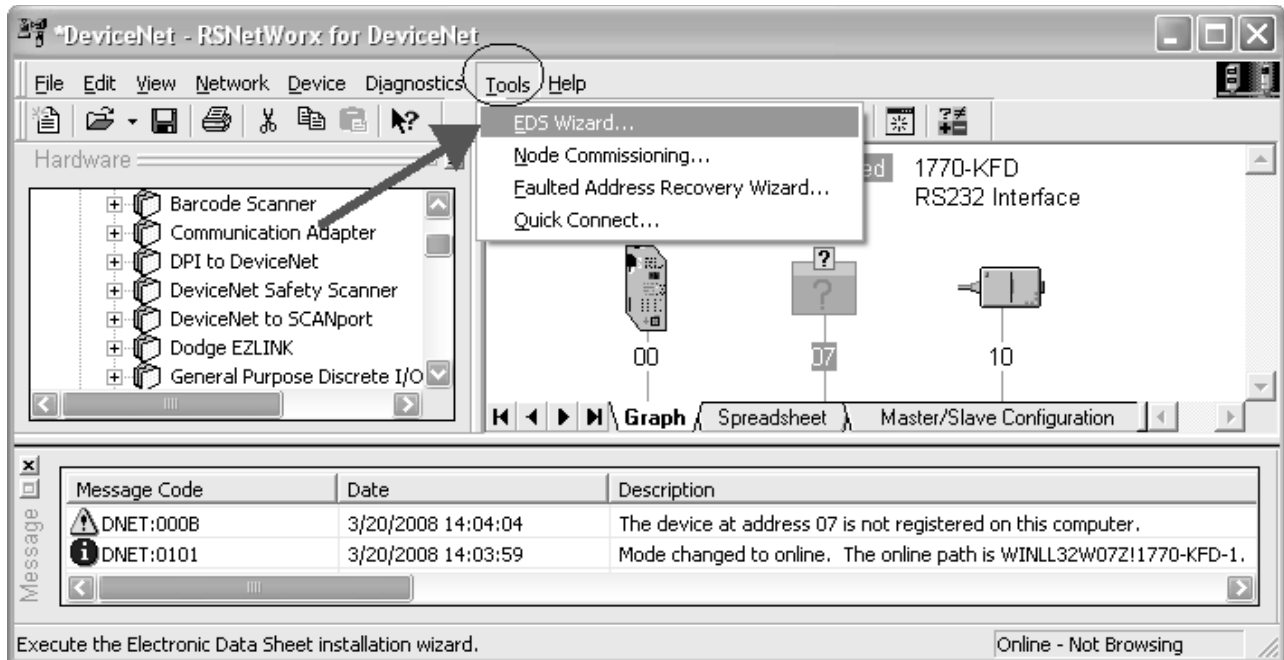 *DeviceNet - RSNetWorx for DeviceNet
File Edit View Network Device Diagnostics Tools Help
EDS Wizard...
Node Commissioning...
Faulted Address Recovery Wizard...
Quick Connect...
Hardware
Barcode Scanner
Communication Adapter
DPI to DeviceNet
DeviceNet Safety Scanner
DeviceNet to SCANport
Dodge EZLINK
General Purpose Discrete I/O
ed
1770-KFD
RS232 Interface
?
?
00
07
10
Graph Spreadsheet Master/Slave Configuration
Message
Message Code Date Description
DNET:000B 3/20/2008 14:04:04 The device at address 07 is not registered on this computer.
DNET:0101 3/20/2008 14:03:59 Mode changed to online. The online path is WINLL32W07Z!1770-KFD-1.
Execute the Electronic Data Sheet installation wizard.
Online - Not Browsing